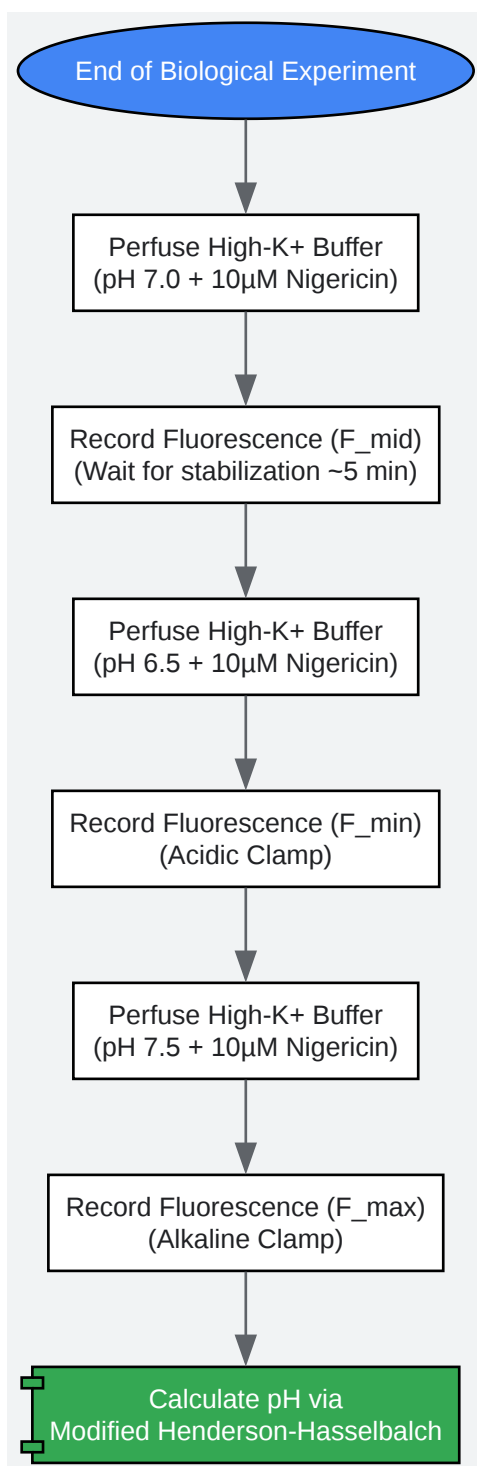 End of Biological Experiment
Perfuse High-K+ Buffer
(pH 7.0 + 10µM Nigericin)
Record Fluorescence (F_mid)
(Wait for stabilization ~5 min)
Perfuse High-K+ Buffer
(pH 6.5 + 10µM Nigericin)
Record Fluorescence (F_min)
(Acidic Clamp)
Perfuse High-K+ Buffer
(pH 7.5 + 10µM Nigericin)
Record Fluorescence (F_max)
(Alkaline Clamp)
Calculate pH via
Modified Henderson-Hasselbalch